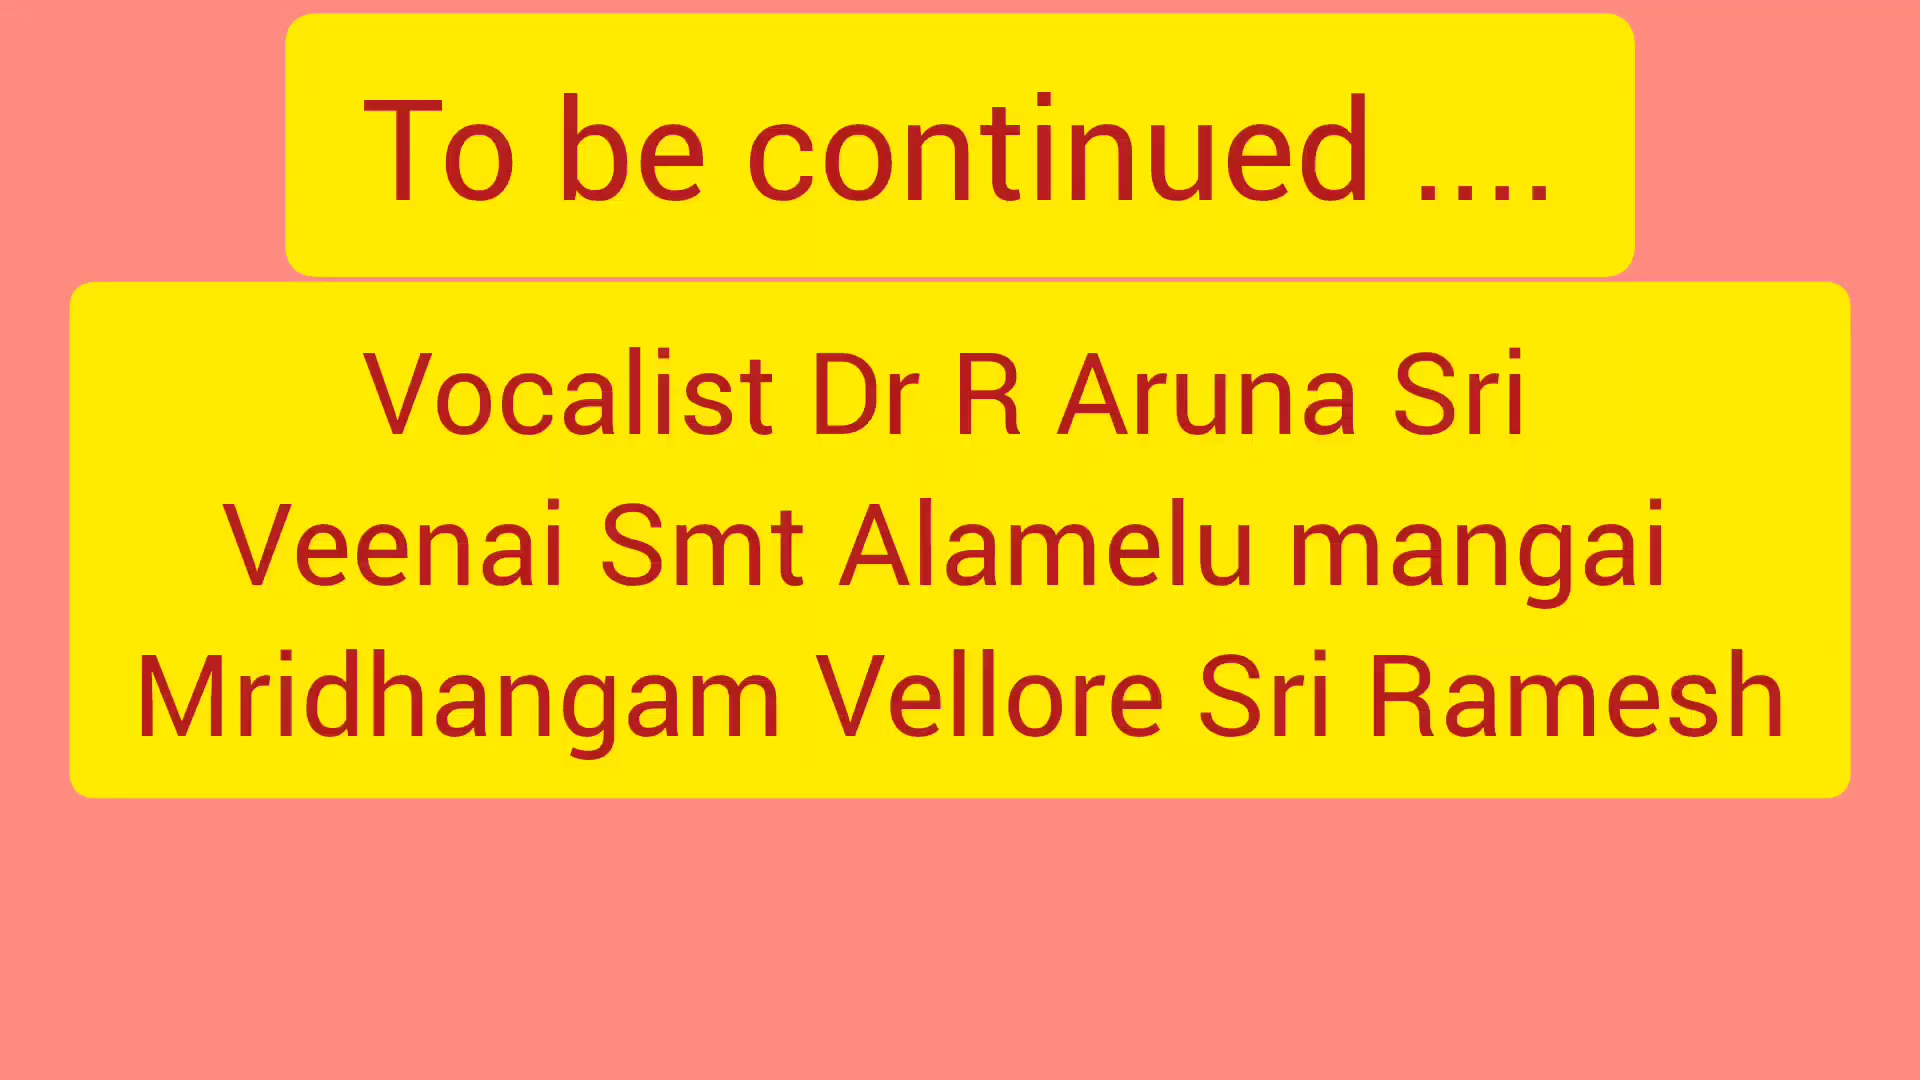 To be continued ....
Vocalist Dr R Aruna Sri
Veenai Smt Alamelu mangai
Mridhangam Vellore Sri Ramesh